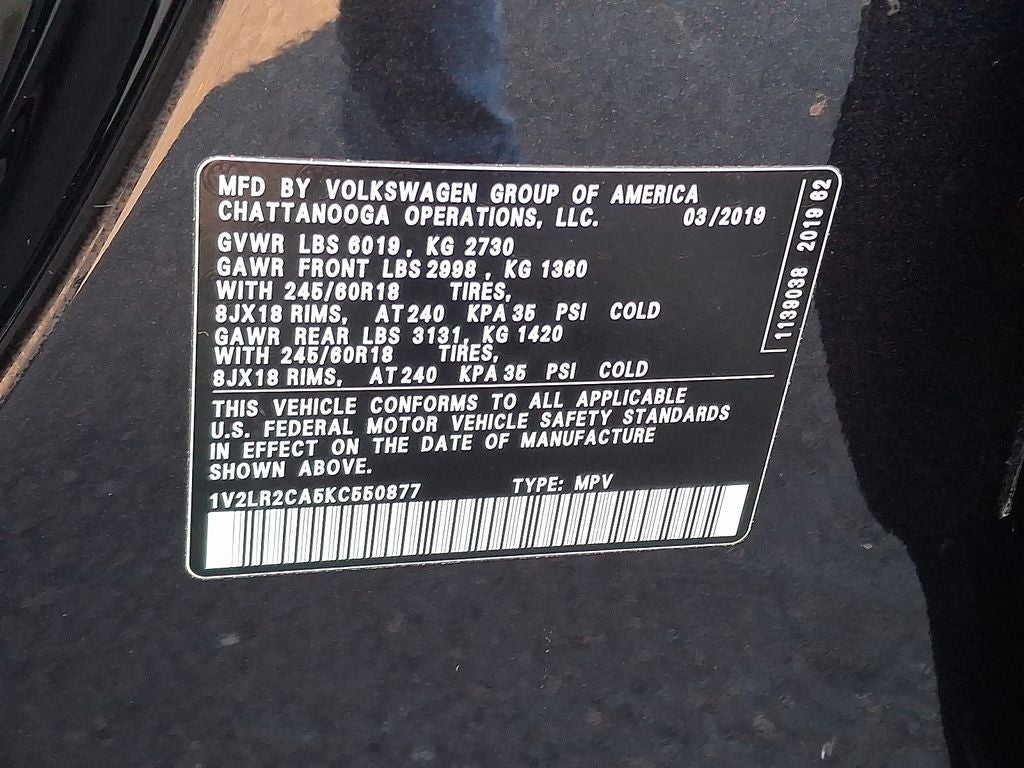 MFD BY VOLKSWAGEN GROUP OF AMERICA
CHATTANOOGA OPERATIONS, LLC. 03/2019
GVWR LBS 6019, KG 2730
GAWR FRONT LBS 2998, KG 1360
WITH 245/60R18 TIRES,
8JX18 RIMS, AT 240 KPA 35 PSI COLD
GAWR REAR LBS 3131, KG 1420
WITH 245/60R18 TIRES,
8JX18 RIMS, AT 240 KPA 35 PSI COLD
THIS VEHICLE CONFORMS TO ALL APPLICABLE
U.S. FEDERAL MOTOR VEHICLE SAFETY STANDARDS
IN EFFECT ON THE DATE OF MANUFACTURE
SHOWN ABOVE.
1V2LR2CA5KC550877 TYPE: MPV
1139038 2019 62